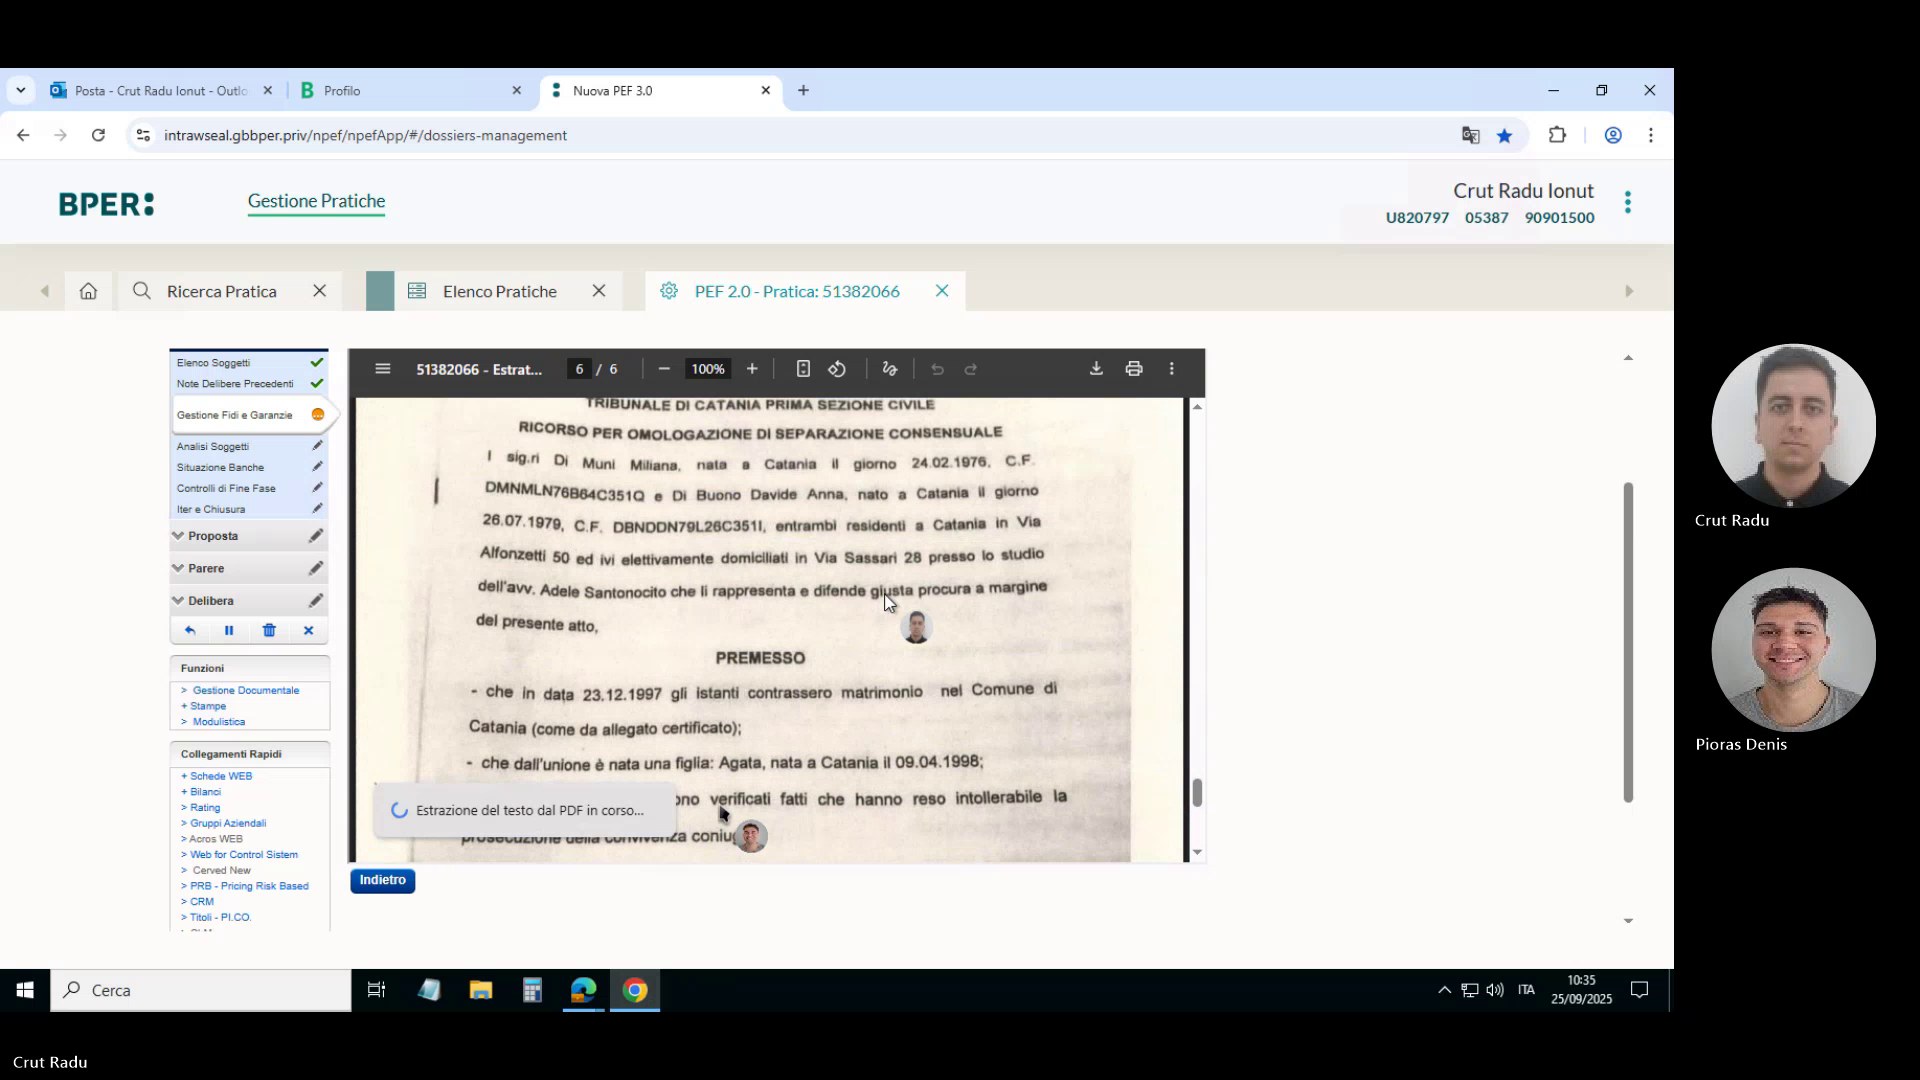 Posta - Crut Radu Ionut - Outlo
Profilo
Nuova PEF 3.0
intrawseal.gbbper.priv/npef/npefApp/#/dossiers-management
BPER:
Gestione Pratiche
Crut Radu Ionut
U820797 05387 90901500
Ricerca Pratica
Elenco Pratiche
PEF 2.0 - Pratica: 51382066
Elenco Soggetti
Note Delibere Precedenti
Gestione Fidi e Garanzie
Analisi Soggetti
Situazione Banche
Controlli di Fine Fase
Iter e Chiusura
Proposta
Parere
Delibera
Funzioni
> Gestione Documentale
+ Stampe
> Modulistica
Collegamenti Rapidi
+ Schede WEB
+ Bilanci
> Rating
> Gruppi Aziendali
> Acros WEB
> Web for Control Sistem
> Cerved New
> PRB - Pricing Risk Based
> CRM
> Titoli - PI.CO.
51382066 - Estrat...
6 / 6
100%
TRIBUNALE DI CATANIA PRIMA SEZIONE CIVILE
RICORSO PER OMOLOGAZIONE DI SEPARAZIONE CONSENSUALE
I sig.ri Di Muni Miliana, nata a Catania il giorno 24.02.1976, C.F.
DMNMLN76B64C351Q e Di Buono Davide Anna, nato a Catania il giorno
26.07.1979, C.F. DBNDDN79L26C351I, entrambi residenti a Catania in Via
Alfonzetti 50 ed ivi elettivamente domiciliati in Via Sassari 28 presso lo studio
dell'avv. Adele Santonocito che li rappresenta e difende giusta procura a margine
del presente atto,
PREMESSO
- che in data 23.12.1997 gli istanti contrassero matrimonio nel Comune di
Catania (come da allegato certificato);
- che dall'unione è nata una figlia: Agata, nata a Catania il 09.04.1998;
ono verificati fatti che hanno reso intollerabile la
prosecuzione della convivenza coniu
Estrazione del testo dal PDF in corso...
Indietro
Cerca
ITA
10:35
25/09/2025
Crut Radu
Pioras Denis
Crut Radu